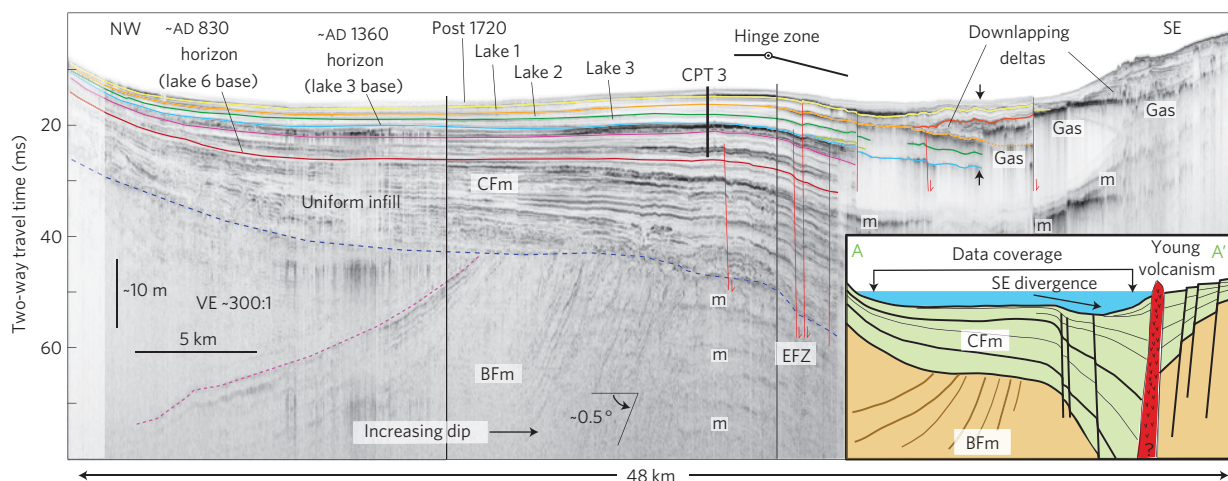 NW
~AD 830
horizon
(lake 6 base)
~AD 1360
horizon
(lake 3 base)
Post 1720
Lake 1
Lake 2
Lake 3
CPT 3
Hinge zone
Downlapping
deltas
SE
Gas
Gas
Gas
20
40
60
Two-way travel time (ms)
CFm
Uniform infill
~10 m
VE ~300:1
5 km
BFm
Increasing dip
~0.5°
m
m
m
EFZ
m
m
m
A
A'
Data coverage
Young
volcanism
SE divergence
CFm
BFm
?
48 km